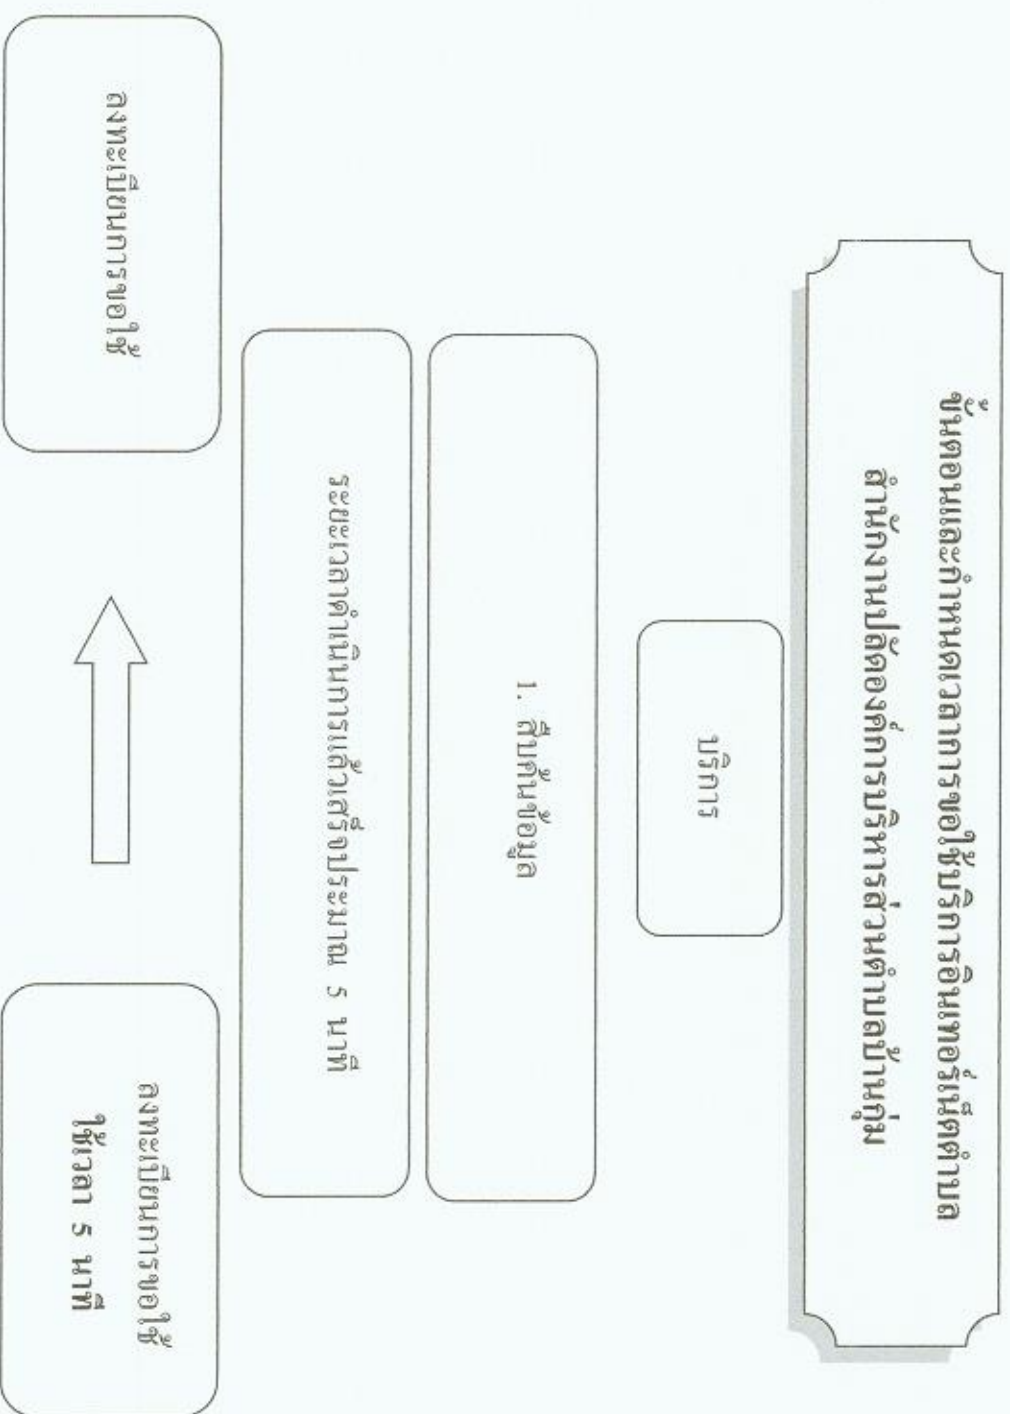 ขั้นตอนและกำหนดเวลาการขอใช้บริการอินเทอร์เน็ตตำบล
สำนักงานปลัดองค์การบริหารส่วนตำบลบ้านกุ่ม
บริการ
1. สืบค้นข้อมูล
ระยะเวลาดำเนินการแล้วเสร็จประมาณ 5 นาที
ลงทะเบียนการขอใช้
ลงทะเบียนการขอใช้
ใช้เวลา 5 นาที